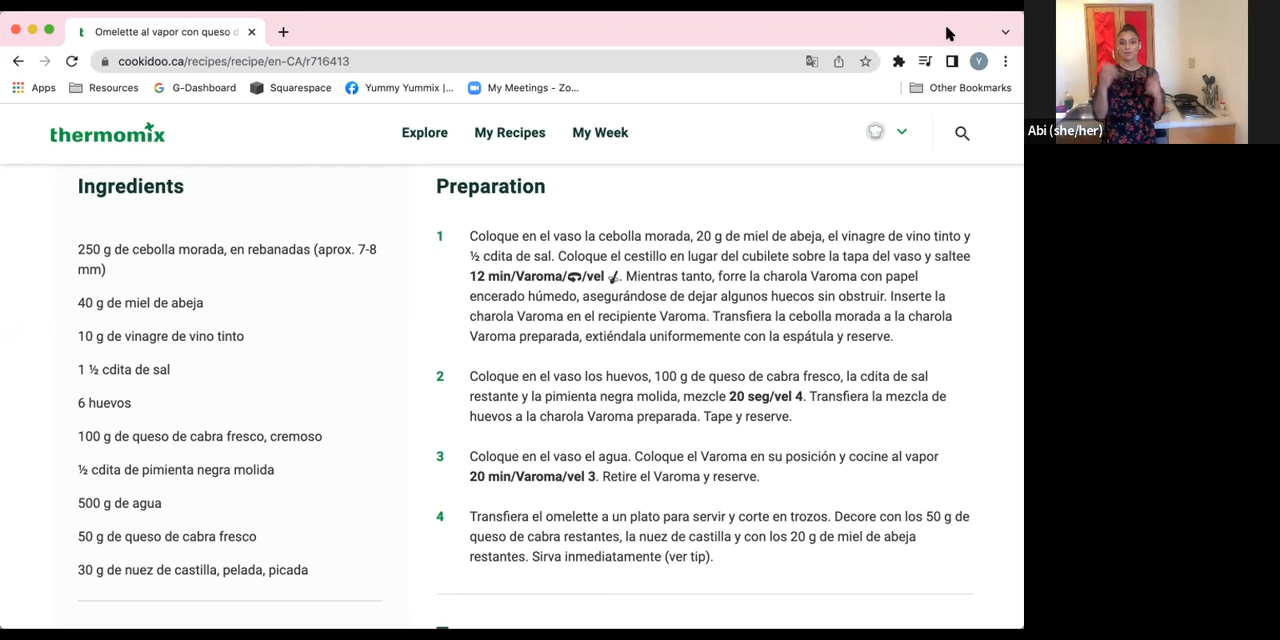 Omelette al vapor con queso d
cookidoo.ca/recipes/recipe/en-CA/r716413
Y
Apps
Resources
G-Dashboard
Squarespace
Yummy Yummix |...
My Meetings - Zo...
Other Bookmarks
thermomix
Explore
My Recipes
My Week
Abi (she/her)
Ingredients
250 g de cebolla morada, en rebanadas (aprox. 7-8
mm)
40 g de miel de abeja
10 g de vinagre de vino tinto
1 ½ cdita de sal
6 huevos
100 g de queso de cabra fresco, cremoso
½ cdita de pimienta negra molida
500 g de agua
50 g de queso de cabra fresco
30 g de nuez de castilla, pelada, picada
Preparation
1 Coloque en el vaso la cebolla morada, 20 g de miel de abeja, el vinagre de vino tinto y
½ cdita de sal. Coloque el cestillo en lugar del cubilete sobre la tapa del vaso y saltee
12 min/Varoma/ /vel . Mientras tanto, forre la charola Varoma con papel
encerado húmedo, asegurándose de dejar algunos huecos sin obstruir. Inserte la
charola Varoma en el recipiente Varoma. Transfiera la cebolla morada a la charola
Varoma preparada, extiéndala uniformemente con la espátula y reserve.
2 Coloque en el vaso los huevos, 100 g de queso de cabra fresco, la cdita de sal
restante y la pimienta negra molida, mezcle 20 seg/vel 4. Transfiera la mezcla de
huevos a la charola Varoma preparada. Tape y reserve.
3 Coloque en el vaso el agua. Coloque el Varoma en su posición y cocine al vapor
20 min/Varoma/vel 3. Retire el Varoma y reserve.
4 Transfiera el omelette a un plato para servir y corte en trozos. Decore con los 50 g de
queso de cabra restantes, la nuez de castilla y con los 20 g de miel de abeja
restantes. Sirva inmediatamente (ver tip).